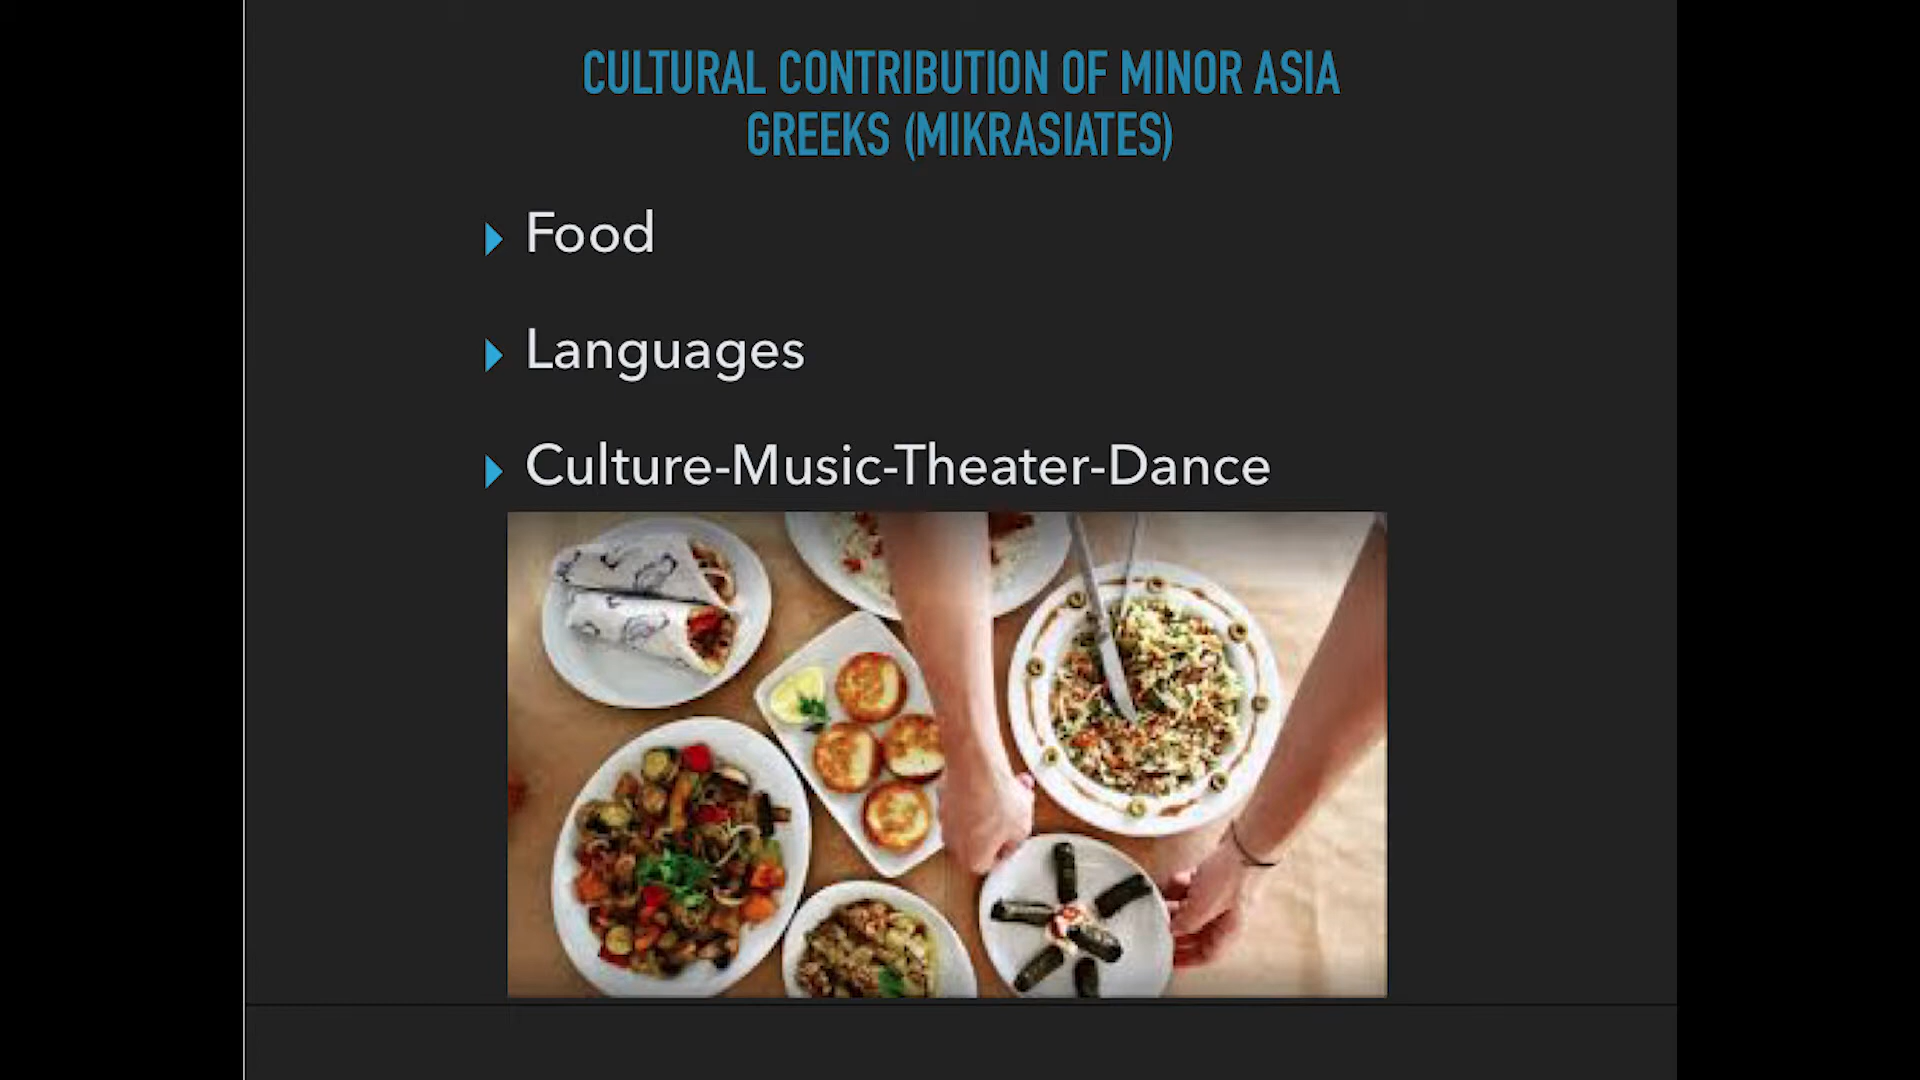 CULTURAL CONTRIBUTION OF MINOR ASIA
GREEKS (MIKRASIATES)
Food
Languages
Culture-Music-Theater-Dance